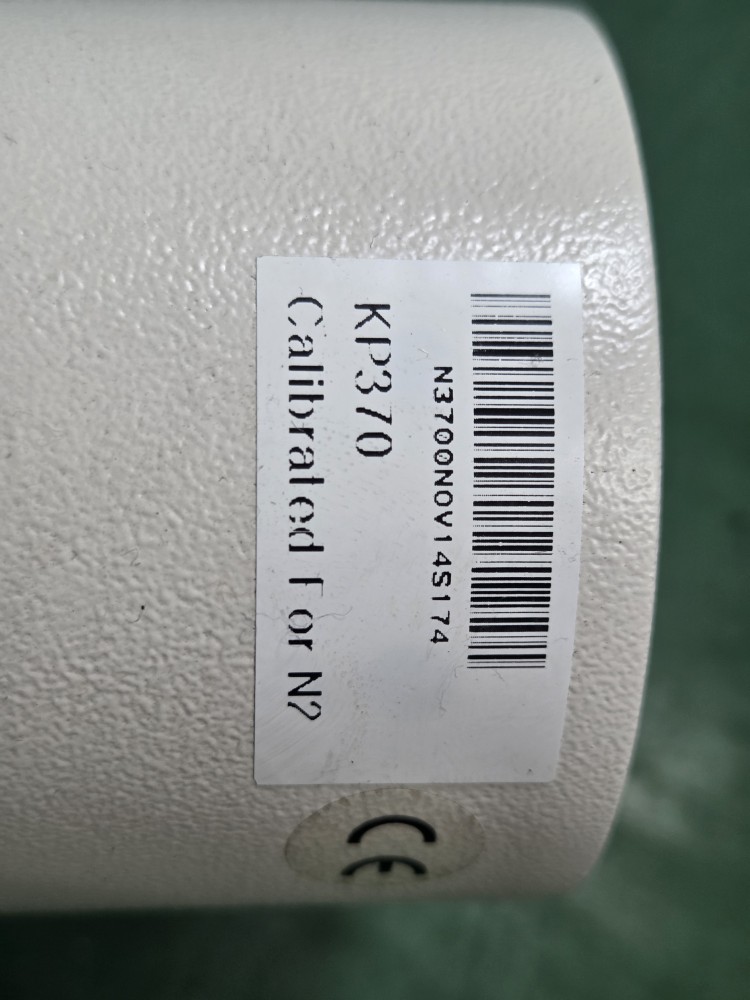 N3700NOV14S174
KP370
Calibrated for N2
CE